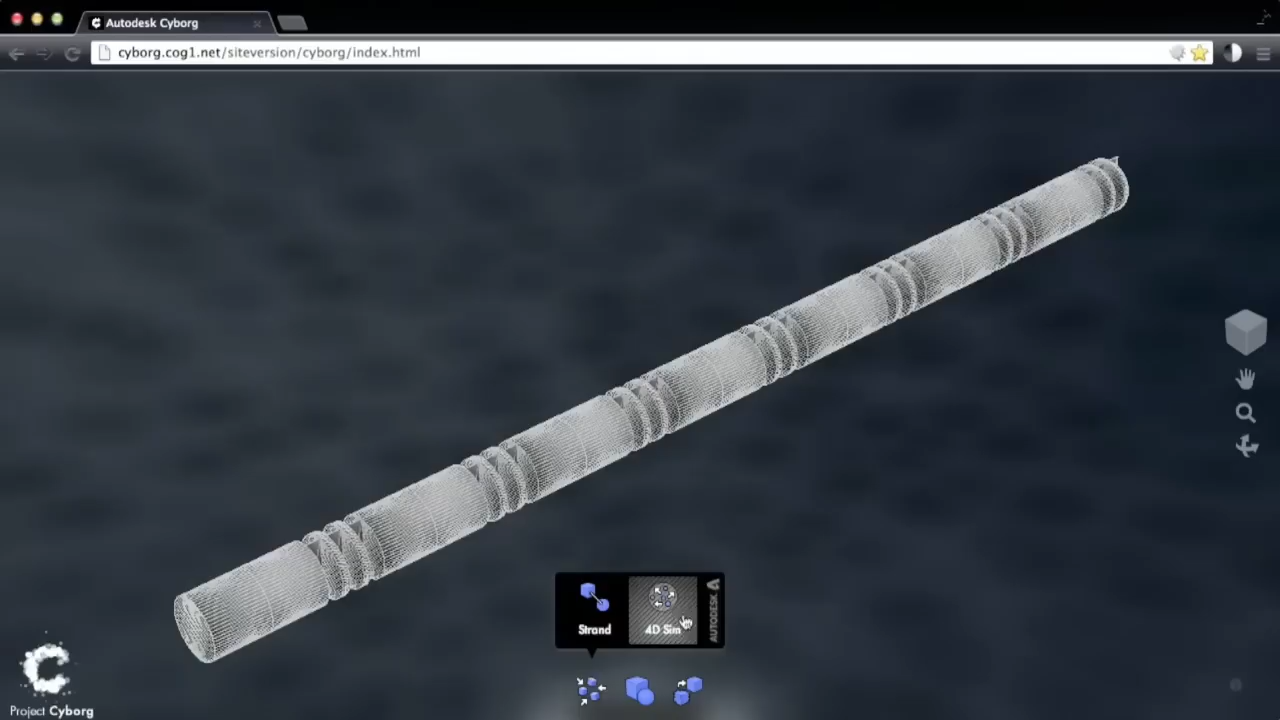 Autodesk Cyborg
cyborg.cog1.net/siteversion/cyborg/index.html
Strand
4D Sim
AUTODESK
Project Cyborg